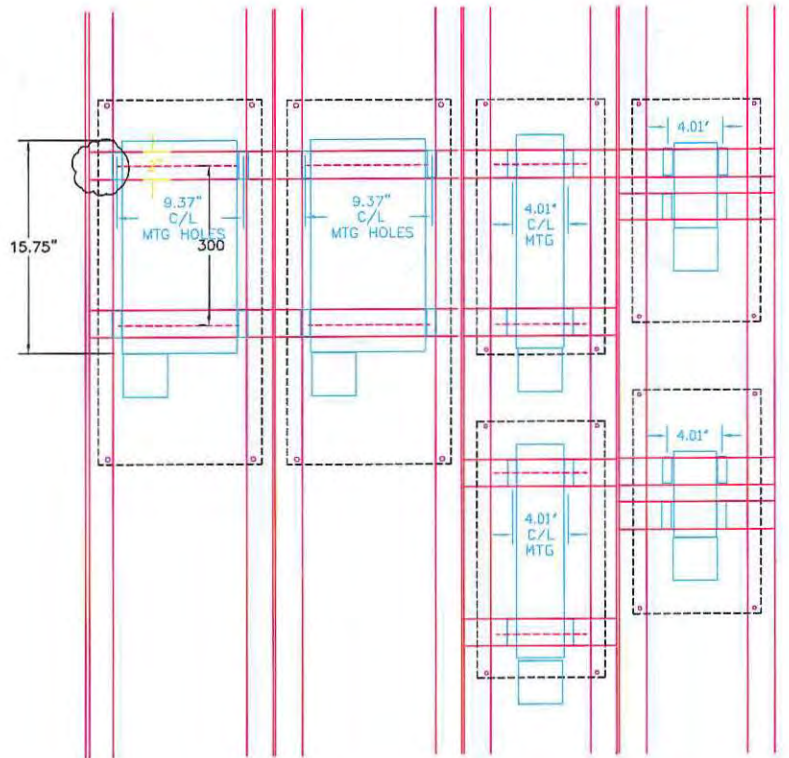 4.01"
9.37"
C/L
MTG HOLES
9.37"
C/L
MTG HOLES
4.01"
C/L
MTG
15.75"
300
4.01"
4.01"
C/L
MTG